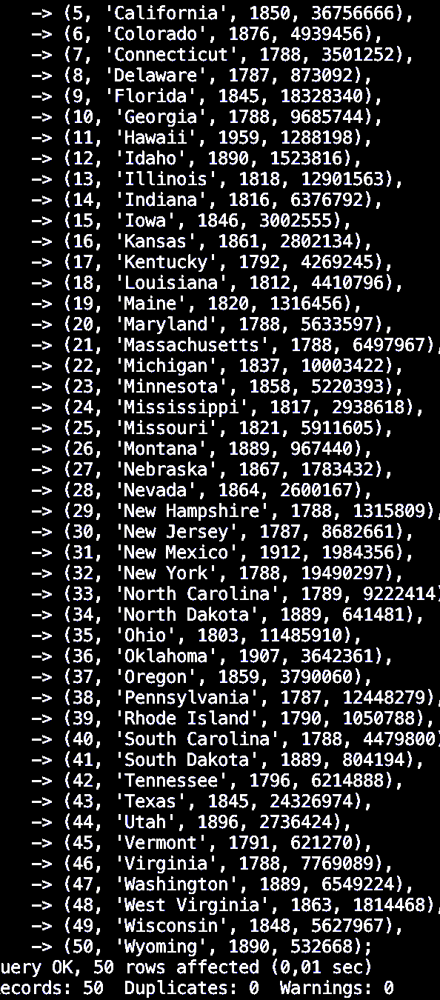 -> (5, 'California', 1850, 36756666),
-> (6, 'Colorado', 1876, 4939456),
-> (7, 'Connecticut', 1788, 3501252),
-> (8, 'Delaware', 1787, 873092),
-> (9, 'Florida', 1845, 18328340),
-> (10, 'Georgia', 1788, 9685744),
-> (11, 'Hawaii', 1959, 1288198),
-> (12, 'Idaho', 1890, 1523816),
-> (13, 'Illinois', 1818, 12901563),
-> (14, 'Indiana', 1816, 6376792),
-> (15, 'Iowa', 1846, 3002555),
-> (16, 'Kansas', 1861, 2802134),
-> (17, 'Kentucky', 1792, 4269245),
-> (18, 'Louisiana', 1812, 4410796),
-> (19, 'Maine', 1820, 1316456),
-> (20, 'Maryland', 1788, 5633597),
-> (21, 'Massachusetts', 1788, 6497967),
-> (22, 'Michigan', 1837, 10003422),
-> (23, 'Minnesota', 1858, 5220393),
-> (24, 'Mississippi', 1817, 2938618),
-> (25, 'Missouri', 1821, 5911605),
-> (26, 'Montana', 1889, 967440),
-> (27, 'Nebraska', 1867, 1783432),
-> (28, 'Nevada', 1864, 2600167),
-> (29, 'New Hampshire', 1788, 1315809),
-> (30, 'New Jersey', 1787, 8682661),
-> (31, 'New Mexico', 1912, 1984356),
-> (32, 'New York', 1788, 19490297),
-> (33, 'North Carolina', 1789, 9222414)
-> (34, 'North Dakota', 1889, 641481),
-> (35, 'Ohio', 1803, 11485910),
-> (36, 'Oklahoma', 1907, 3642361),
-> (37, 'Oregon', 1859, 3790060),
-> (38, 'Pennsylvania', 1787, 12448279),
-> (39, 'Rhode Island', 1790, 1050788),
-> (40, 'South Carolina', 1788, 4479800)
-> (41, 'South Dakota', 1889, 804194),
-> (42, 'Tennessee', 1796, 6214888),
-> (43, 'Texas', 1845, 24326974),
-> (44, 'Utah', 1896, 2736424),
-> (45, 'Vermont', 1791, 621270),
-> (46, 'Virginia', 1788, 7769089),
-> (47, 'Washington', 1889, 6549224),
-> (48, 'West Virginia', 1863, 1814468),
-> (49, 'Wisconsin', 1848, 5627967),
-> (50, 'Wyoming', 1890, 532668);
uery OK, 50 rows affected (0,01 sec)
ecords: 50 Duplicates: 0 Warnings: 0